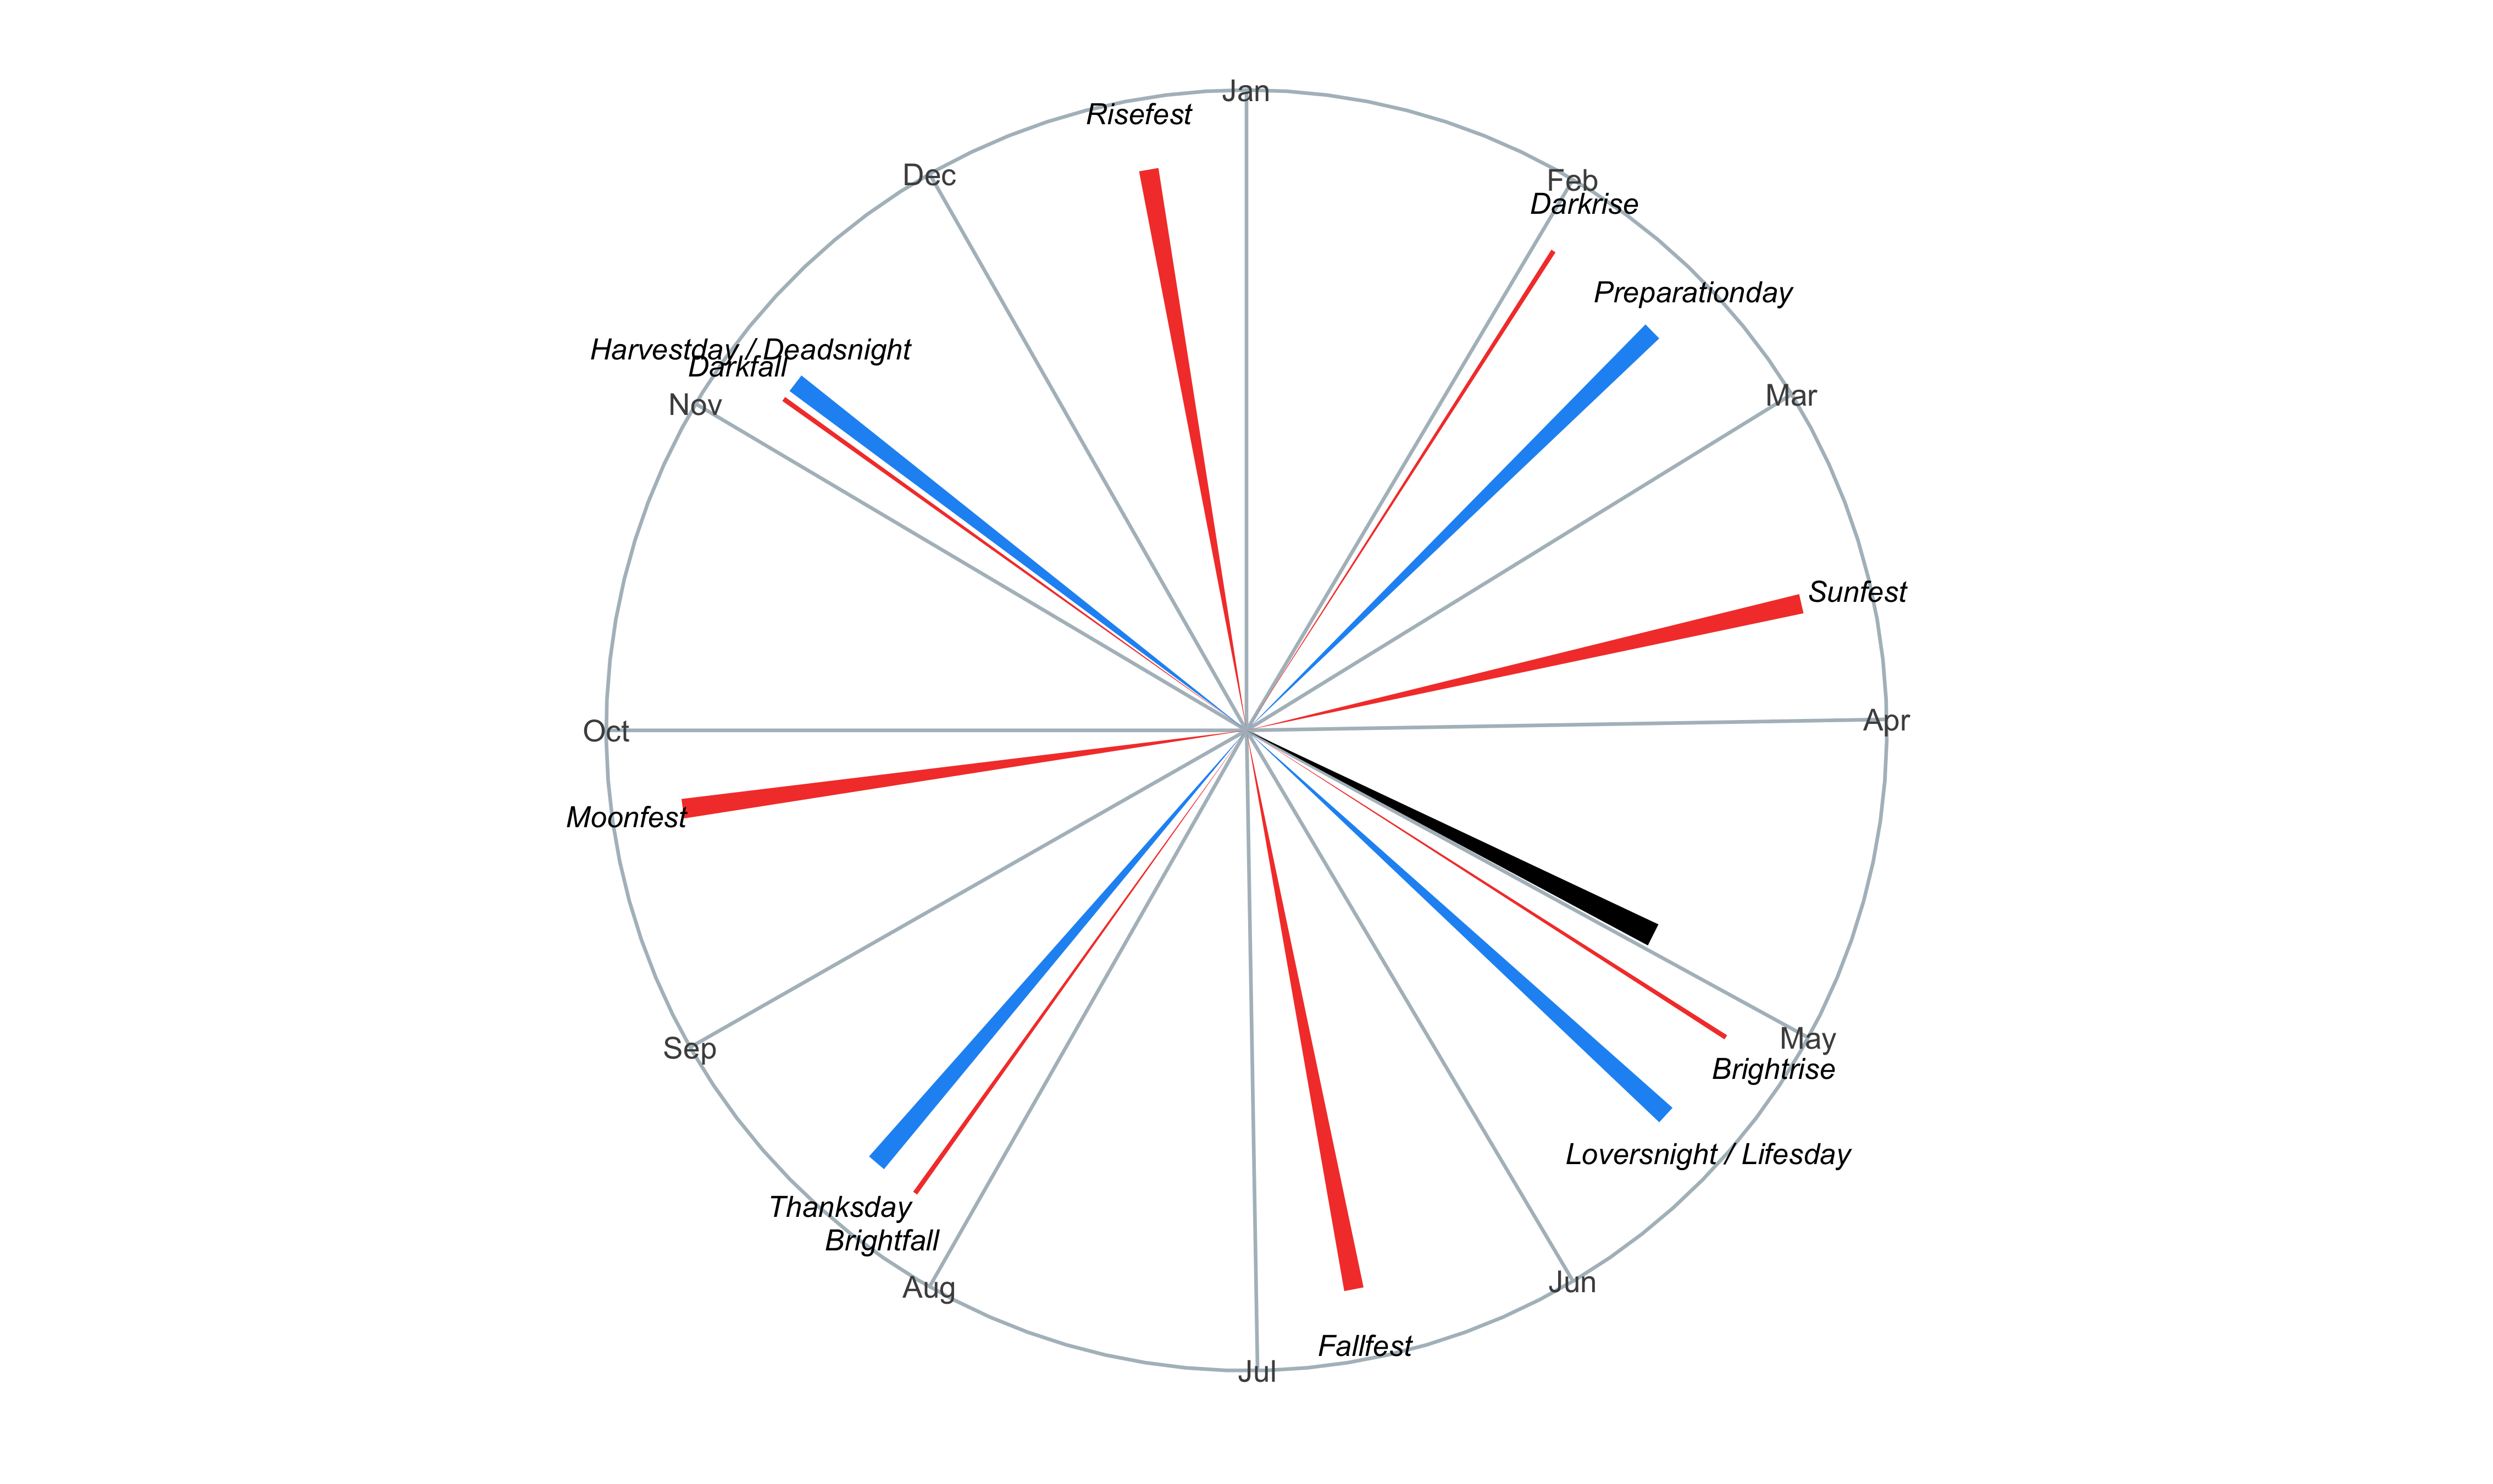 Jan
Risefest
Dec
Feb
Darkrise
Preparationday
Harvestday / Deadsnight
Darkfall
Mar
Nov
Sunfest
Apr
Oct
Moonfest
May
Sep
Brightrise
Loversnight / Lifesday
Thanksday
Brightfall
Jun
Aug
Fallfest
Jul